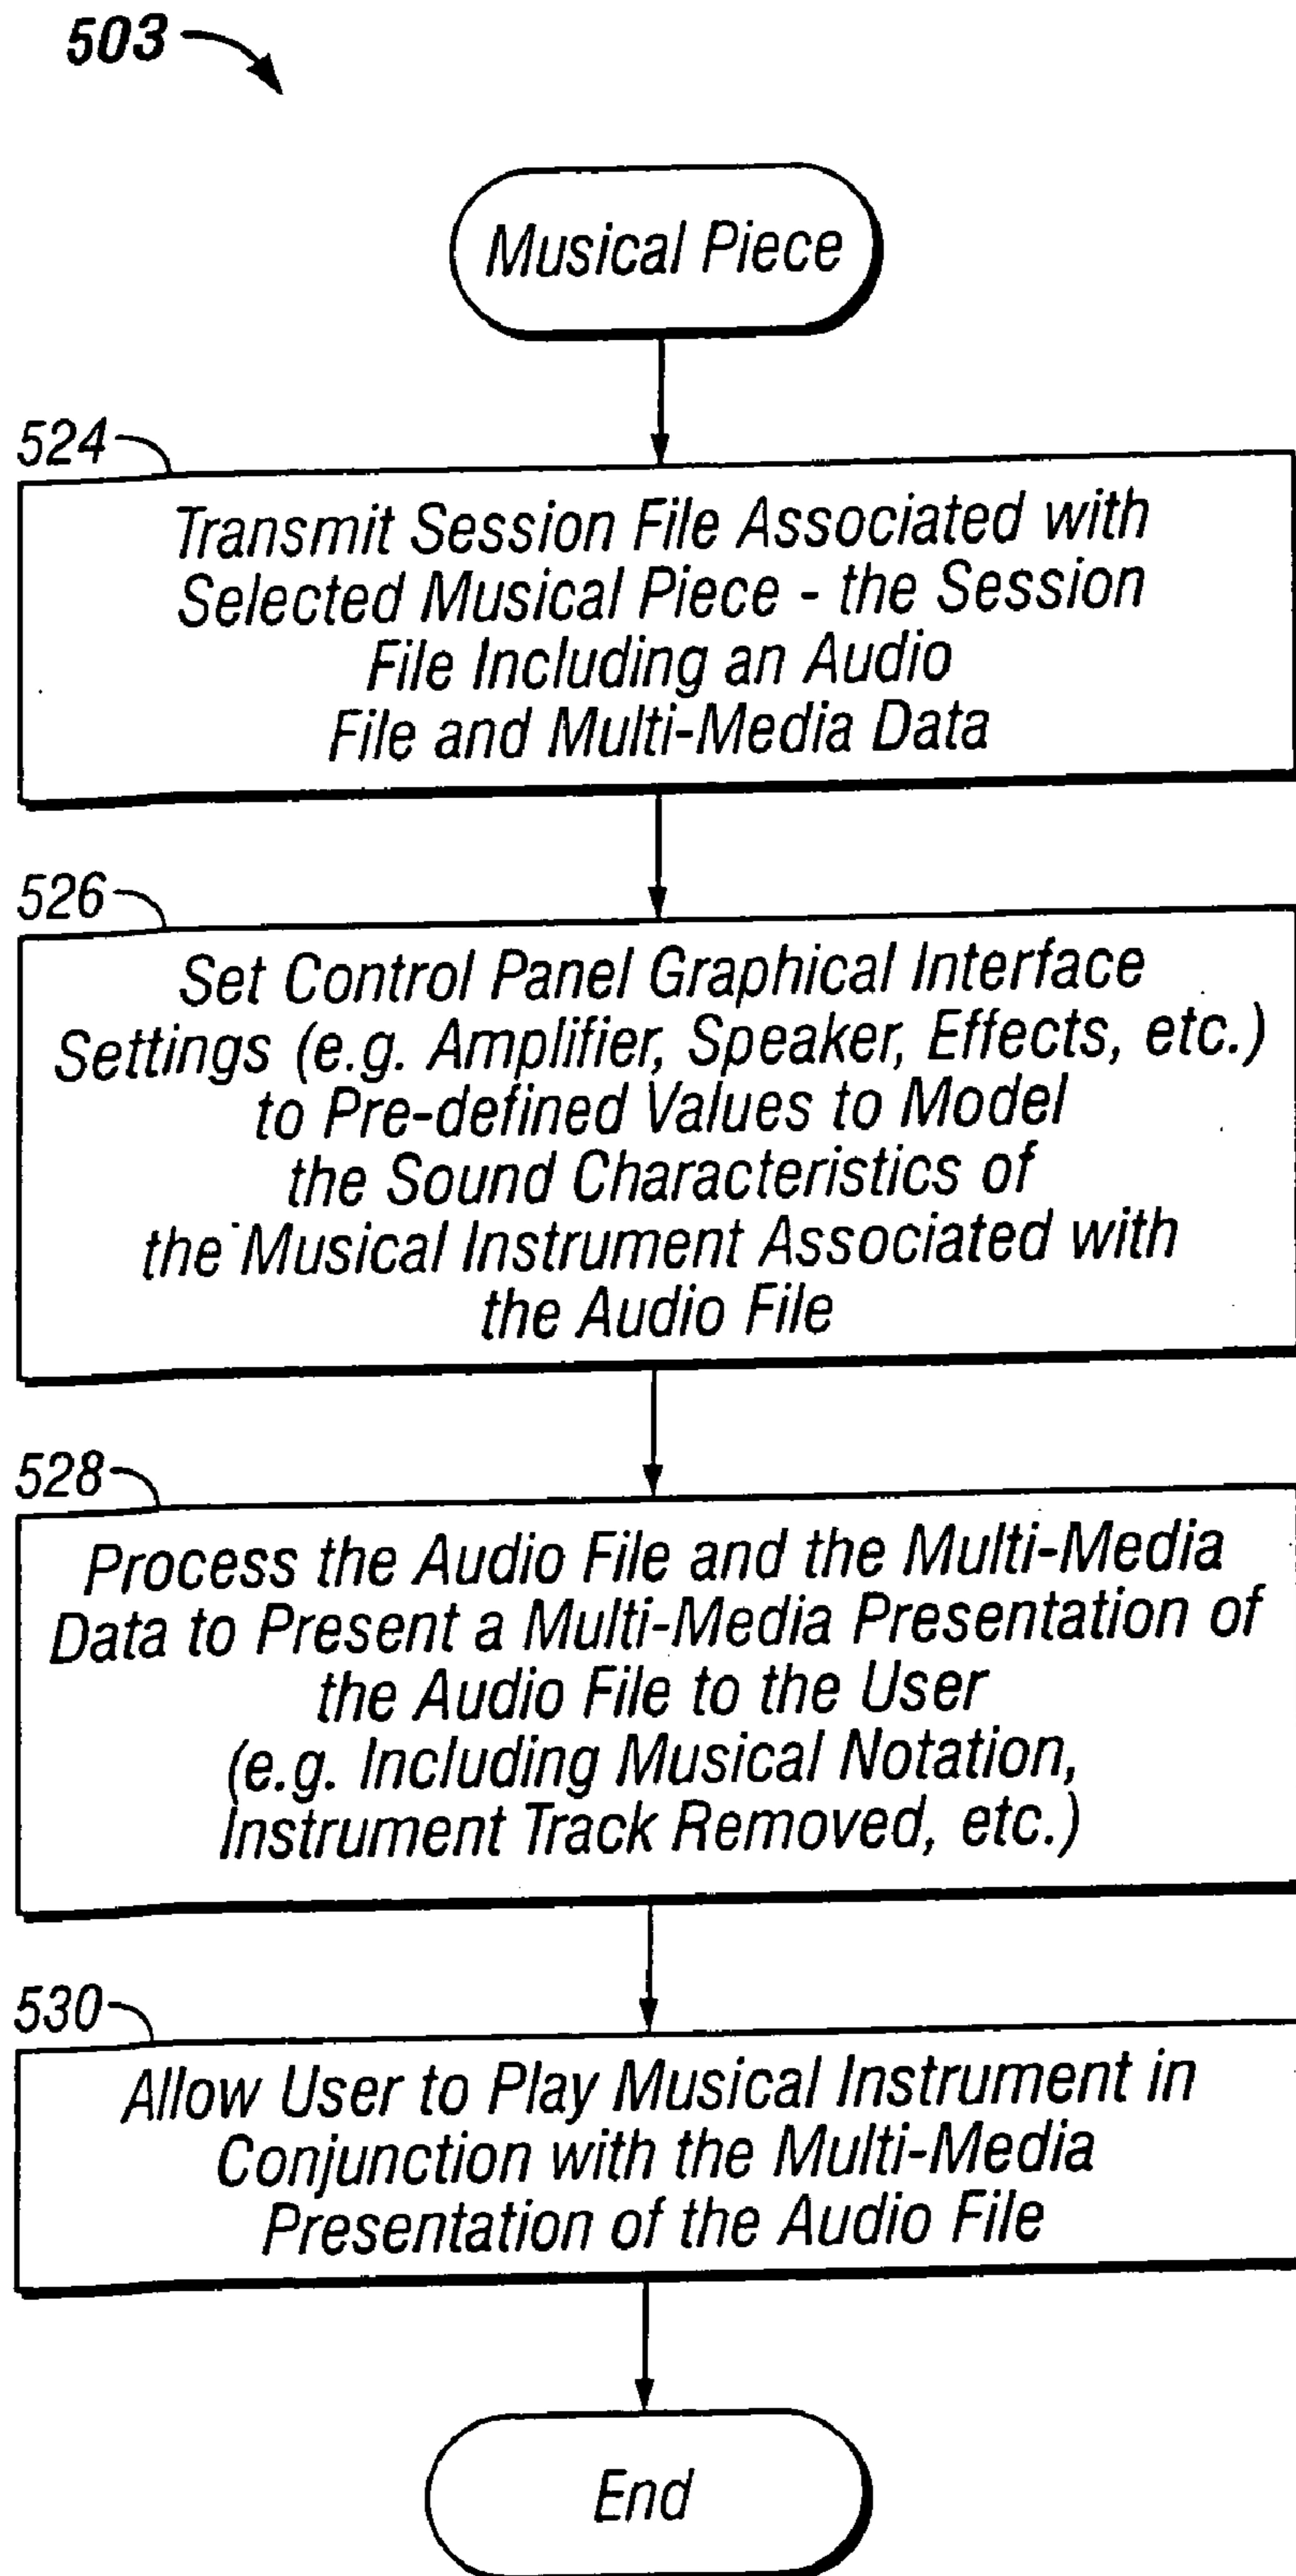 503
Musical Piece
524
Transmit Session File Associated with
Selected Musical Piece - the Session
File Including an Audio
File and Multi-Media Data
526
Set Control Panel Graphical Interface
Settings (e.g. Amplifier, Speaker, Effects, etc.)
to Pre-defined Values to Model
the Sound Characteristics of
the Musical Instrument Associated with
the Audio File
528
Process the Audio File and the Multi-Media
Data to Present a Multi-Media Presentation of
the Audio File to the User
(e.g. Including Musical Notation,
Instrument Track Removed, etc.)
530
Allow User to Play Musical Instrument in
Conjunction with the Multi-Media
Presentation of the Audio File
End